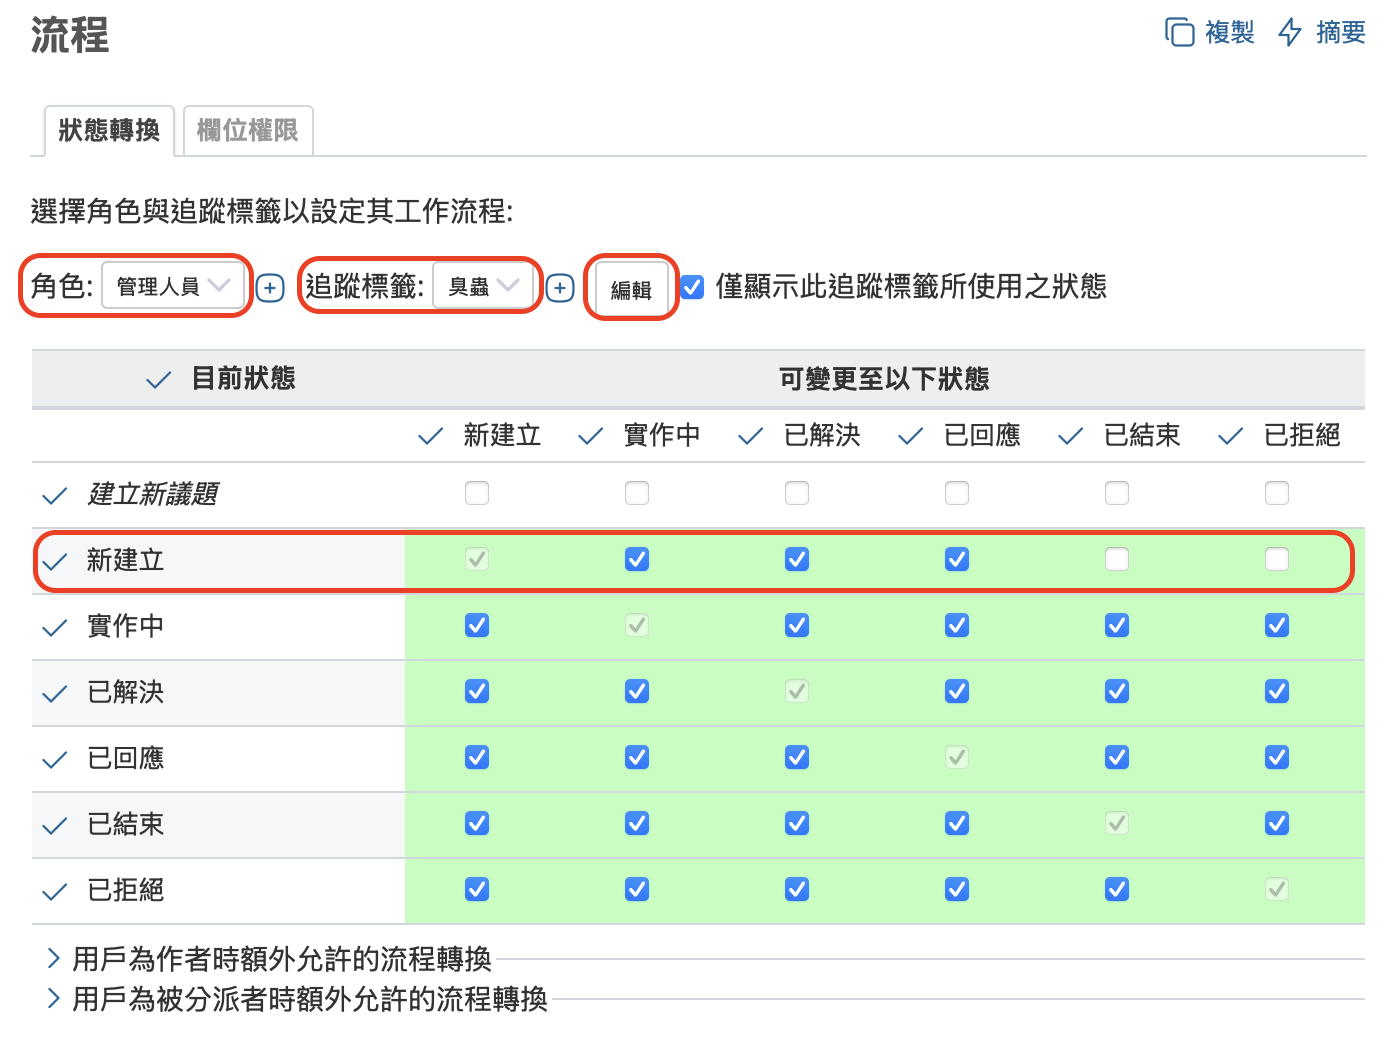 流程
複製 摘要
狀態轉換 欄位權限
選擇角色與追蹤標籤以設定其工作流程:
角色: 管理人員 追蹤標籤: 臭蟲 編輯 僅顯示此追蹤標籤所使用之狀態
目前狀態 可變更至以下狀態
新建立 實作中 已解決 已回應 已結束 已拒絕
建立新議題
新建立
實作中
已解決
已回應
已結束
已拒絕
用戶為作者時額外允許的流程轉換
用戶為被分派者時額外允許的流程轉換